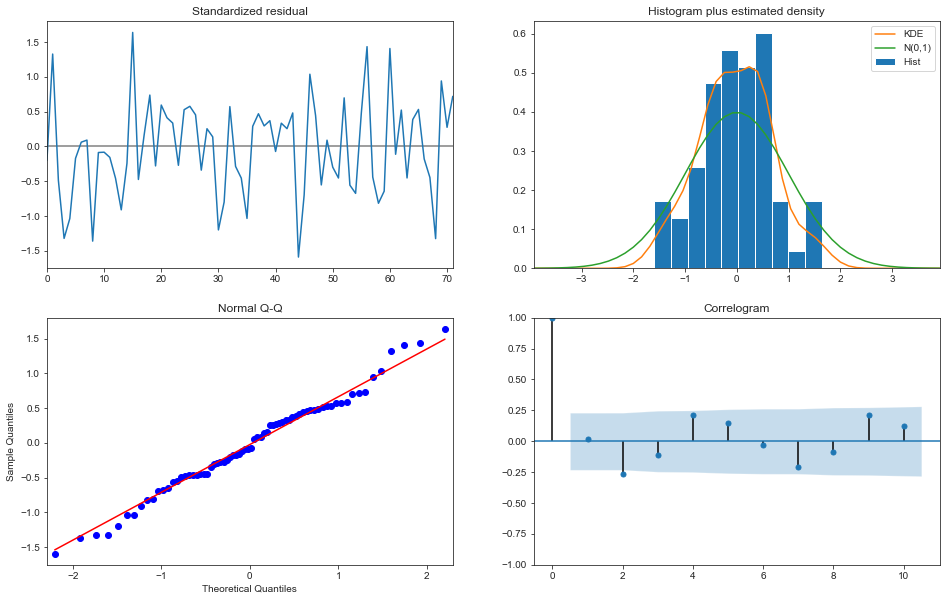 Standardized residual
1.5
1.0
0.5
0.0
−0.5
−1.0
−1.5
0 10 20 30 40 50 60 70
Histogram plus estimated density
KDE
N(0,1)
Hist
0.6
0.5
0.4
0.3
0.2
0.1
0.0
−3 −2 −1 0 1 2 3
Normal Q-Q
Sample Quantiles
1.5
1.0
0.5
0.0
−0.5
−1.0
−1.5
−2 −1 0 1 2
Theoretical Quantiles
Correlogram
1.00
0.75
0.50
0.25
0.00
−0.25
−0.50
−0.75
−1.00
0 2 4 6 8 10